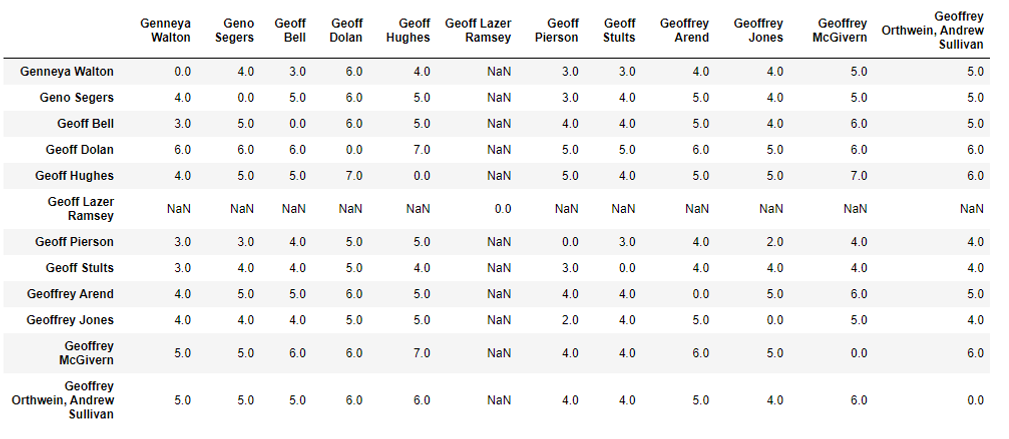 Genneya Walton Geno Segers Geoff Bell Geoff Dolan Geoff Hughes Geoff Lazer Ramsey Geoff Pierson Geoff Stults Geoffrey Arend Geoffrey Jones Geoffrey McGivern Geoffrey Orthwein, Andrew Sullivan
Genneya Walton 0.0 4.0 3.0 6.0 4.0 NaN 3.0 3.0 4.0 4.0 5.0 5.0
Geno Segers 4.0 0.0 5.0 6.0 5.0 NaN 3.0 4.0 5.0 4.0 5.0 5.0
Geoff Bell 3.0 5.0 0.0 6.0 5.0 NaN 4.0 4.0 5.0 4.0 6.0 5.0
Geoff Dolan 6.0 6.0 6.0 0.0 7.0 NaN 5.0 5.0 6.0 5.0 6.0 6.0
Geoff Hughes 4.0 5.0 5.0 7.0 0.0 NaN 5.0 4.0 5.0 5.0 7.0 6.0
Geoff Lazer Ramsey NaN NaN NaN NaN NaN 0.0 NaN NaN NaN NaN NaN NaN
Geoff Pierson 3.0 3.0 4.0 5.0 5.0 NaN 0.0 3.0 4.0 2.0 4.0 4.0
Geoff Stults 3.0 4.0 4.0 5.0 4.0 NaN 3.0 0.0 4.0 4.0 4.0 4.0
Geoffrey Arend 4.0 5.0 5.0 6.0 5.0 NaN 4.0 4.0 0.0 5.0 6.0 5.0
Geoffrey Jones 4.0 4.0 4.0 5.0 5.0 NaN 2.0 4.0 5.0 0.0 5.0 4.0
Geoffrey McGivern 5.0 5.0 6.0 6.0 7.0 NaN 4.0 4.0 6.0 5.0 0.0 6.0
Geoffrey Orthwein, Andrew Sullivan 5.0 5.0 5.0 6.0 6.0 NaN 4.0 4.0 5.0 4.0 6.0 0.0